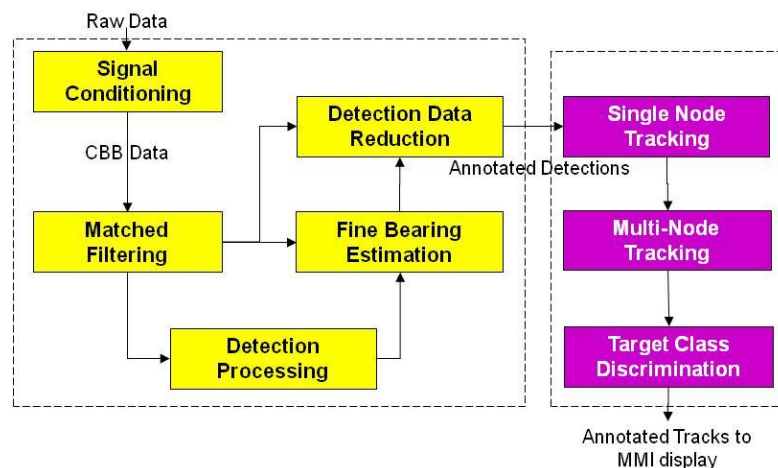 Raw Data
Signal
Conditioning
CBB Data
Matched
Filtering
Detection
Processing
Fine Bearing
Estimation
Detection Data
Reduction
Annotated Detections
Single Node
Tracking
Multi-Node
Tracking
Target Class
Discrimination
Annotated Tracks to
MMI display